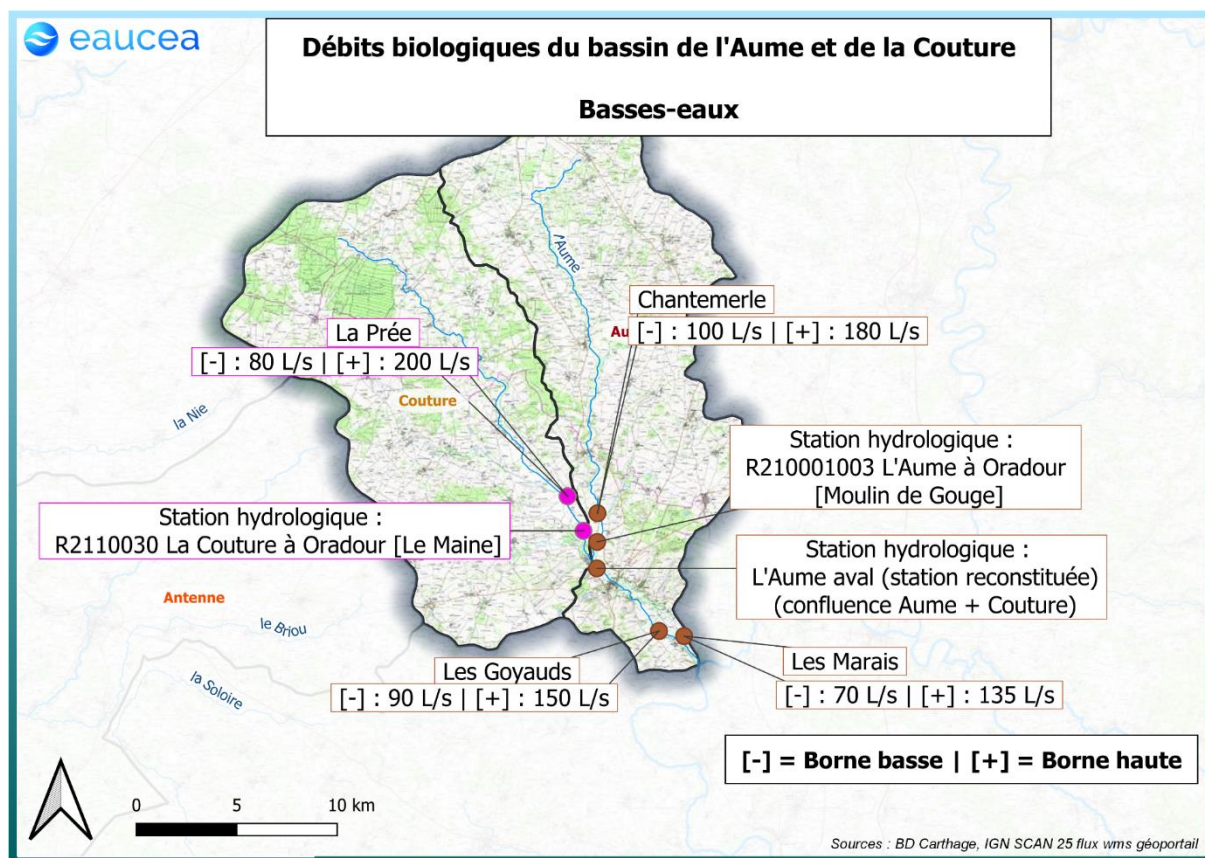 eaucea
Débits biologiques du bassin de l'Aume et de la Couture
Basses-eaux
l'Aume
Chantemerle
Au
[-] : 100 L/s | [+] : 180 L/s
La Prée
[-] : 80 L/s | [+] : 200 L/s
Couture
la Nie
Station hydrologique :
R210001003 L'Aume à Oradour
[Moulin de Gouge]
Station hydrologique :
R2110030 La Couture à Oradour [Le Maine]
Station hydrologique :
L'Aume aval (station reconstituée)
(confluence Aume + Couture)
Antenne
le Briou
la Soloire
Les Goyauds
[-] : 90 L/s | [+] : 150 L/s
Les Marais
[-] : 70 L/s | [+] : 135 L/s
[-] = Borne basse | [+] = Borne haute
0 5 10 km
Sources : BD Carthage, IGN SCAN 25 flux wms géoportail